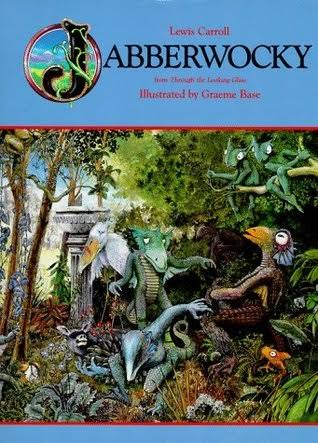 Lewis Carroll
JABBERWOCKY
from Through the Looking Glass
Illustrated by Graeme Base